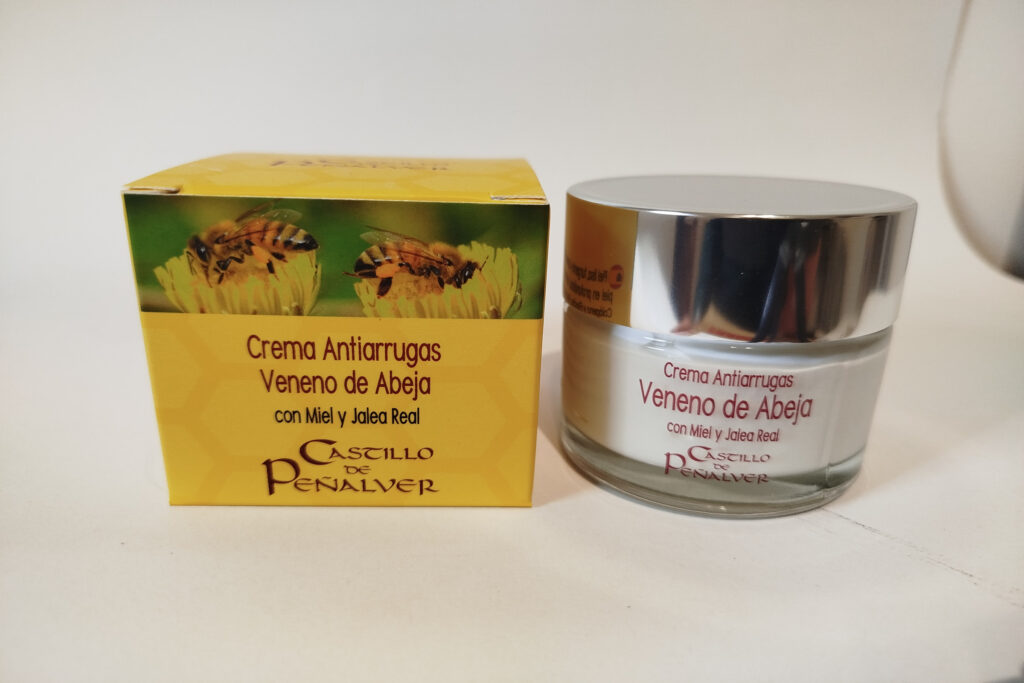 Crema Antiarrugas
Veneno de Abeja
con Miel y Jalea Real
CASTILLO
DE
PEÑALVER
Crema Antiarrugas
Veneno de Abeja
con Miel y Jalea Real
CASTILLO
DE
PEÑALVER